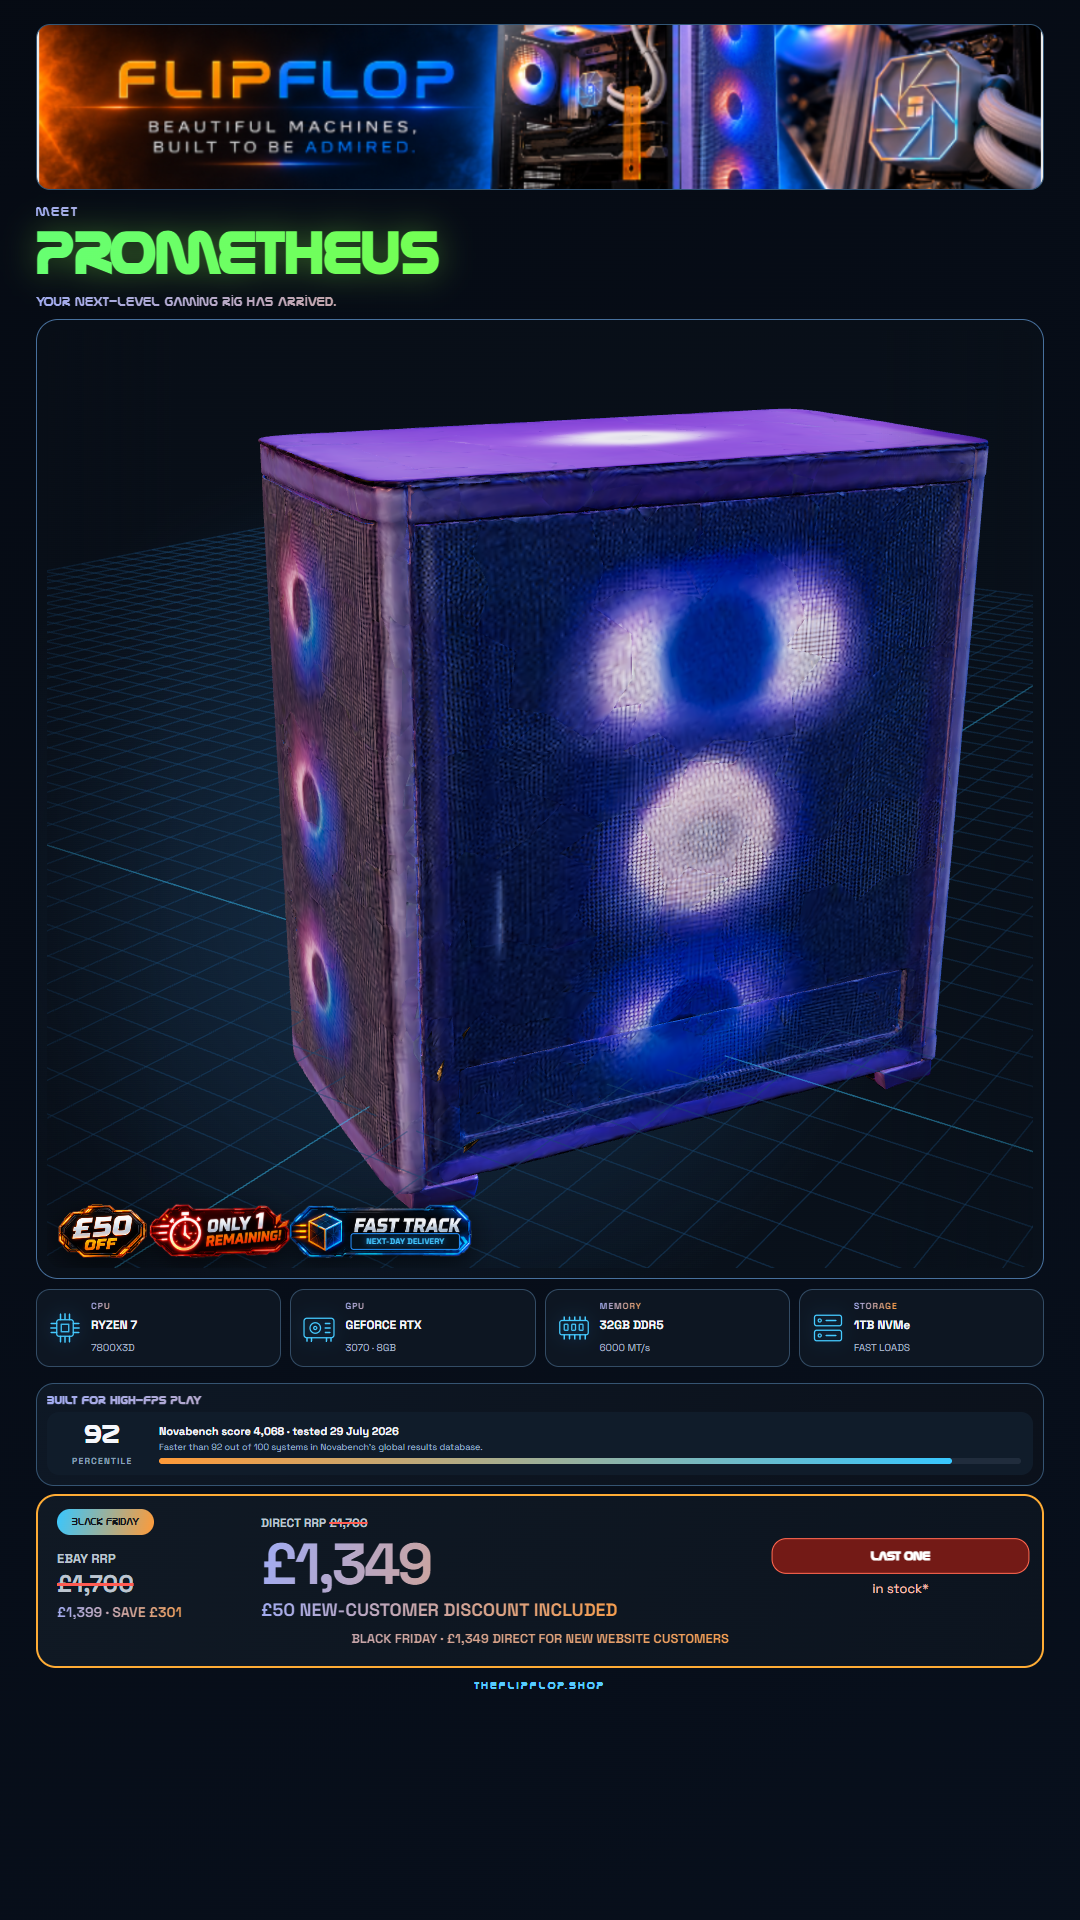 FLIPFLOP
BEAUTIFUL MACHINES,
BUILT TO BE ADMIRED.
MEET
PROMETHEUS
YOUR NEXT-LEVEL GAMING RIG HAS ARRIVED.
£50
OFF
ONLY 1
REMAINING!
FAST TRACK
NEXT-DAY DELIVERY
CPU
RYZEN 7
7800X3D
GPU
GEFORCE RTX
3070 · 8GB
MEMORY
32GB DDR5
6000 MT/s
STORAGE
1TB NVMe
FAST LOADS
BUILT FOR HIGH-FPS PLAY
92
PERCENTILE
Novabench score 4,068 · tested 29 July 2026
Faster than 92 out of 100 systems in Novabench's global results database.
BLACK FRIDAY
EBAY RRP
£1,700
£1,399 · SAVE £301
DIRECT RRP £1,700
£1,349
£50 NEW-CUSTOMER DISCOUNT INCLUDED
BLACK FRIDAY · £1,349 DIRECT FOR NEW WEBSITE CUSTOMERS
LAST ONE
in stock*
THEFLIPFLOP.SHOP